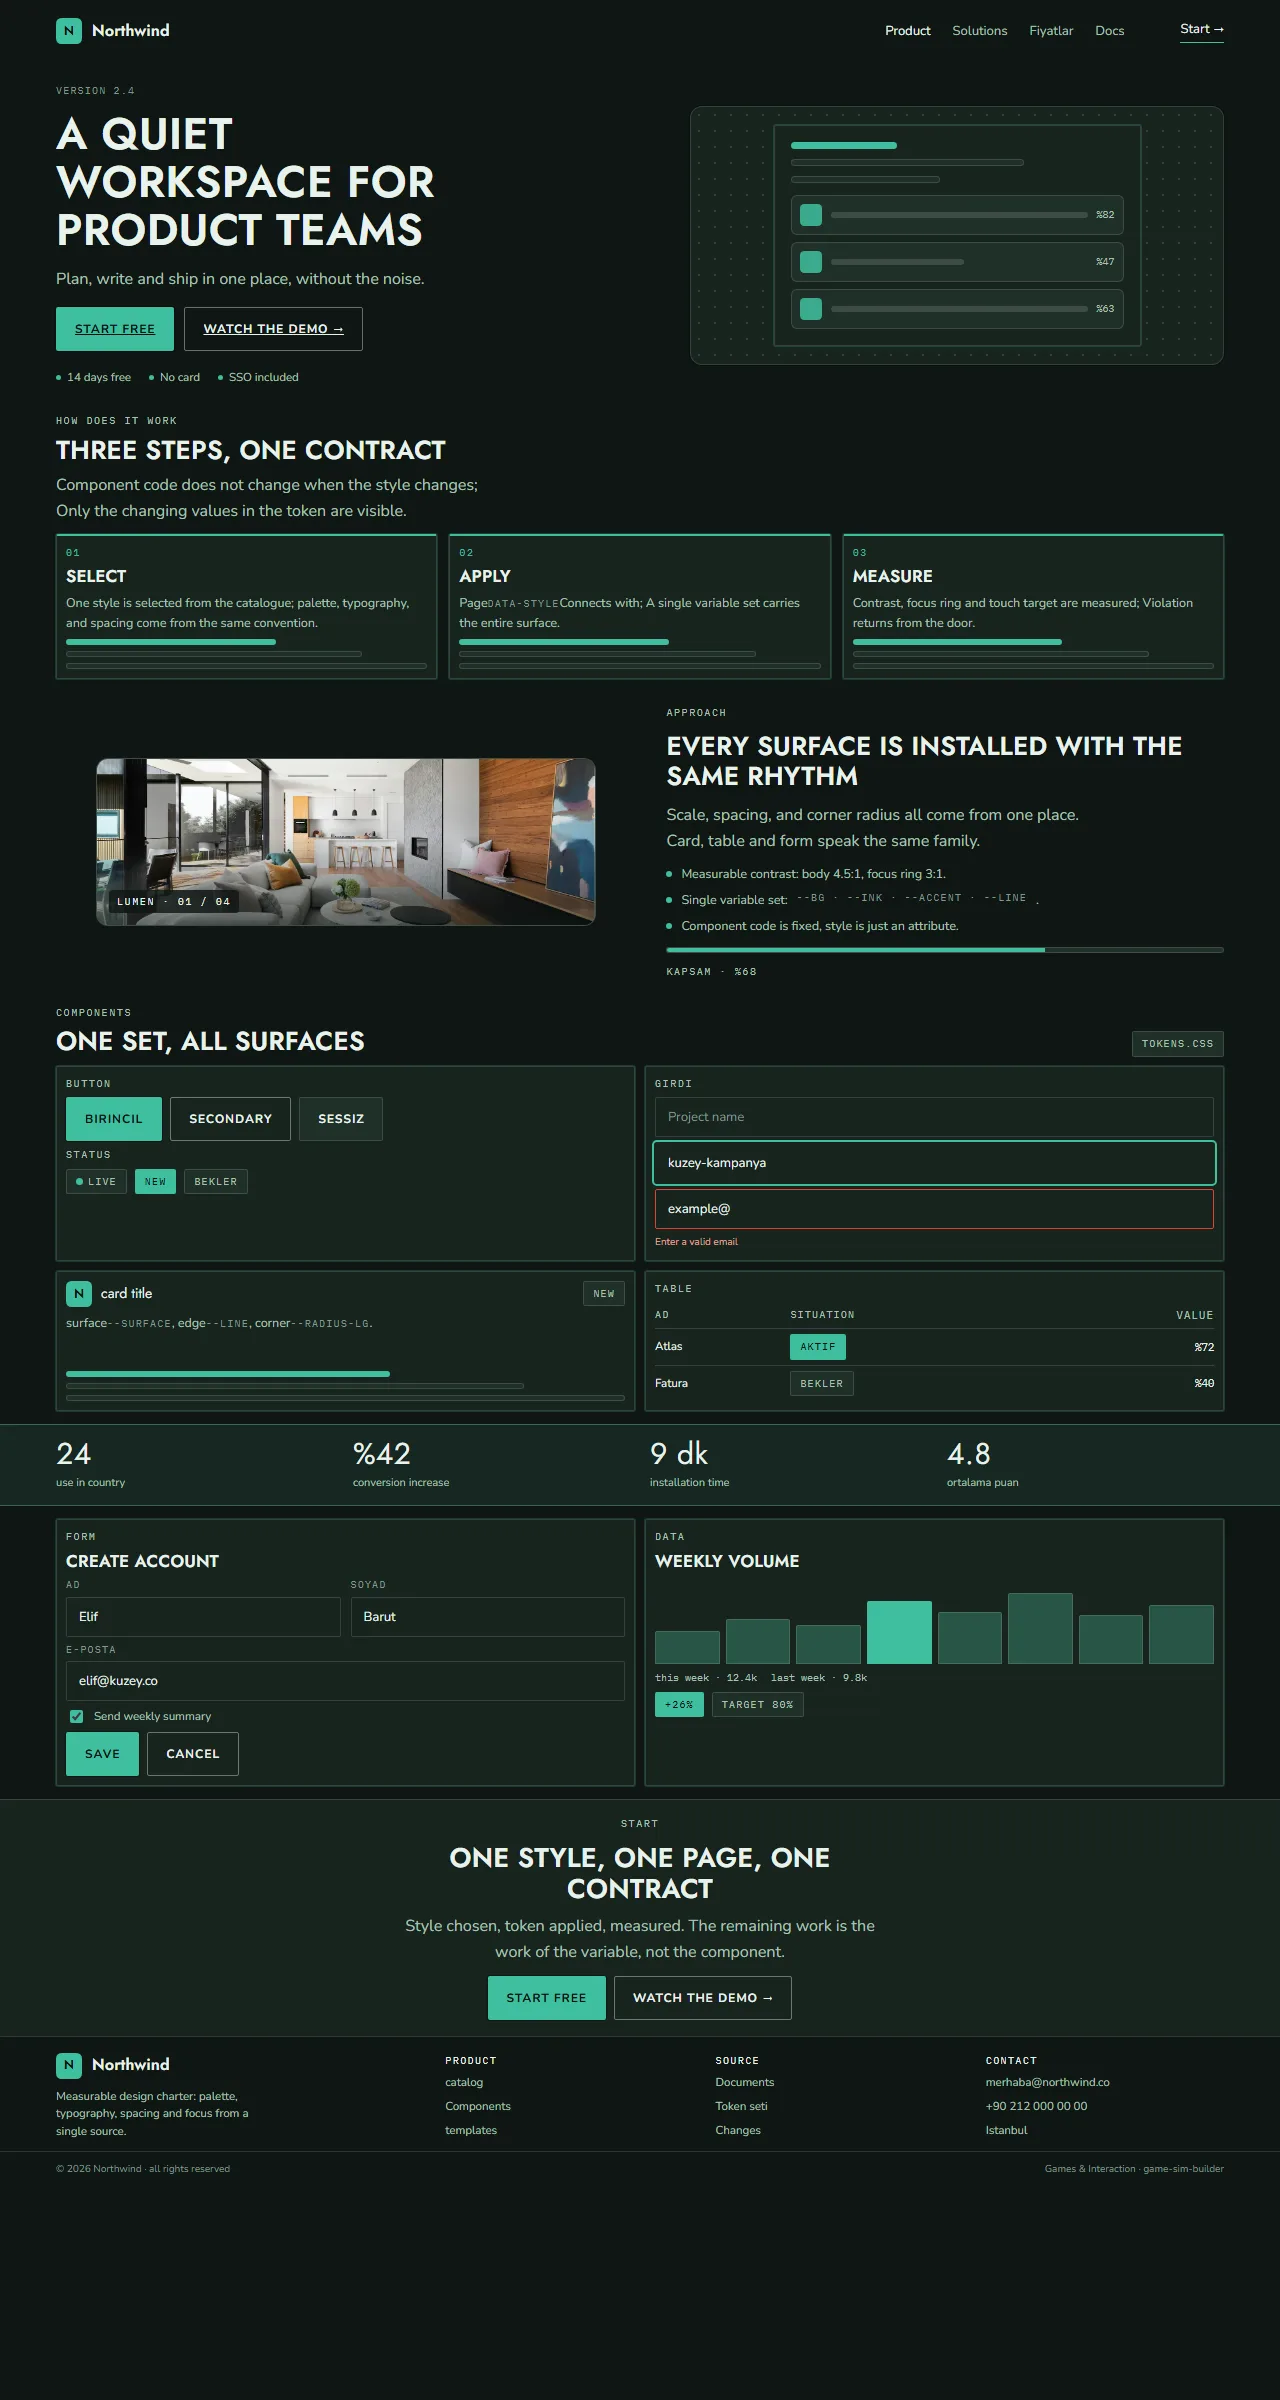 N Northwind
Product Solutions Fiyatlar Docs Start →
VERSION 2.4
A QUIET
WORKSPACE FOR
PRODUCT TEAMS
Plan, write and ship in one place, without the noise.
START FREE WATCH THE DEMO →
14 days free No card SSO included
%82
%47
%63
HOW DOES IT WORK
THREE STEPS, ONE CONTRACT
Component code does not change when the style changes;
Only the changing values in the token are visible.
01
SELECT
One style is selected from the catalogue; palette, typography,
and spacing come from the same convention.
02
APPLY
PageDATA-STYLEConnects with; A single variable set carries
the entire surface.
03
MEASURE
Contrast, focus ring and touch target are measured; Violation
returns from the door.
LUMEN · 01 / 04
APPROACH
EVERY SURFACE IS INSTALLED WITH THE
SAME RHYTHM
Scale, spacing, and corner radius all come from one place.
Card, table and form speak the same family.
Measurable contrast: body 4.5:1, focus ring 3:1.
Single variable set: --BG · --INK · --ACCENT · --LINE .
Component code is fixed, style is just an attribute.
KAPSAM · %68
COMPONENTS
ONE SET, ALL SURFACES
TOKENS.CSS
BUTTON
BIRINCIL SECONDARY SESSIZ
STATUS
LIVE NEW BEKLER
GIRDI
Project name
kuzey-kampanya
example@
Enter a valid email
N card title NEW
surface--SURFACE, edge--LINE, corner--RADIUS-LG.
TABLE
AD SITUATION VALUE
Atlas AKTIF %72
Fatura BEKLER %40
24
use in country
%42
conversion increase
9 dk
installation time
4.8
ortalama puan
FORM
CREATE ACCOUNT
AD SOYAD
Elif Barut
E-POSTA
elif@kuzey.co
Send weekly summary
SAVE CANCEL
DATA
WEEKLY VOLUME
this week · 12.4k last week · 9.8k
+26% TARGET 80%
START
ONE STYLE, ONE PAGE, ONE
CONTRACT
Style chosen, token applied, measured. The remaining work is the
work of the variable, not the component.
START FREE WATCH THE DEMO →
N Northwind
Measurable design charter: palette,
typography, spacing and focus from a
single source.
PRODUCT
catalog
Components
templates
SOURCE
Documents
Token seti
Changes
CONTACT
merhaba@northwind.co
+90 212 000 00 00
Istanbul
© 2026 Northwind · all rights reserved
Games & Interaction · game-sim-builder